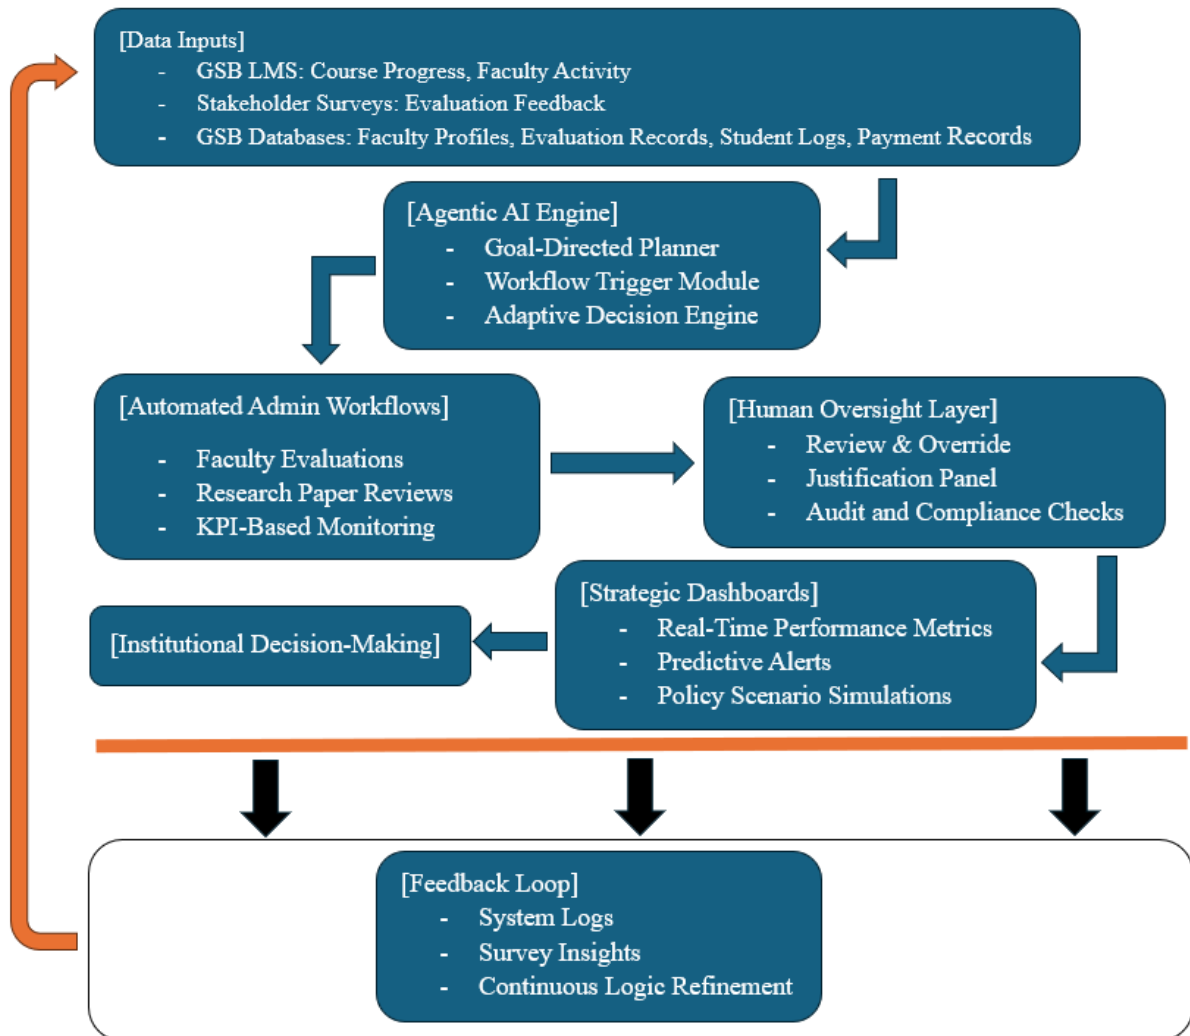 [Data Inputs]
- GSB LMS: Course Progress, Faculty Activity
- Stakeholder Surveys: Evaluation Feedback
- GSB Databases: Faculty Profiles, Evaluation Records, Student Logs, Payment Records
[Agentic AI Engine]
- Goal-Directed Planner
- Workflow Trigger Module
- Adaptive Decision Engine
[Automated Admin Workflows]
- Faculty Evaluations
- Research Paper Reviews
- KPI-Based Monitoring
[Human Oversight Layer]
- Review & Override
- Justification Panel
- Audit and Compliance Checks
[Strategic Dashboards]
- Real-Time Performance Metrics
- Predictive Alerts
- Policy Scenario Simulations
[Institutional Decision-Making]
[Feedback Loop]
- System Logs
- Survey Insights
- Continuous Logic Refinement